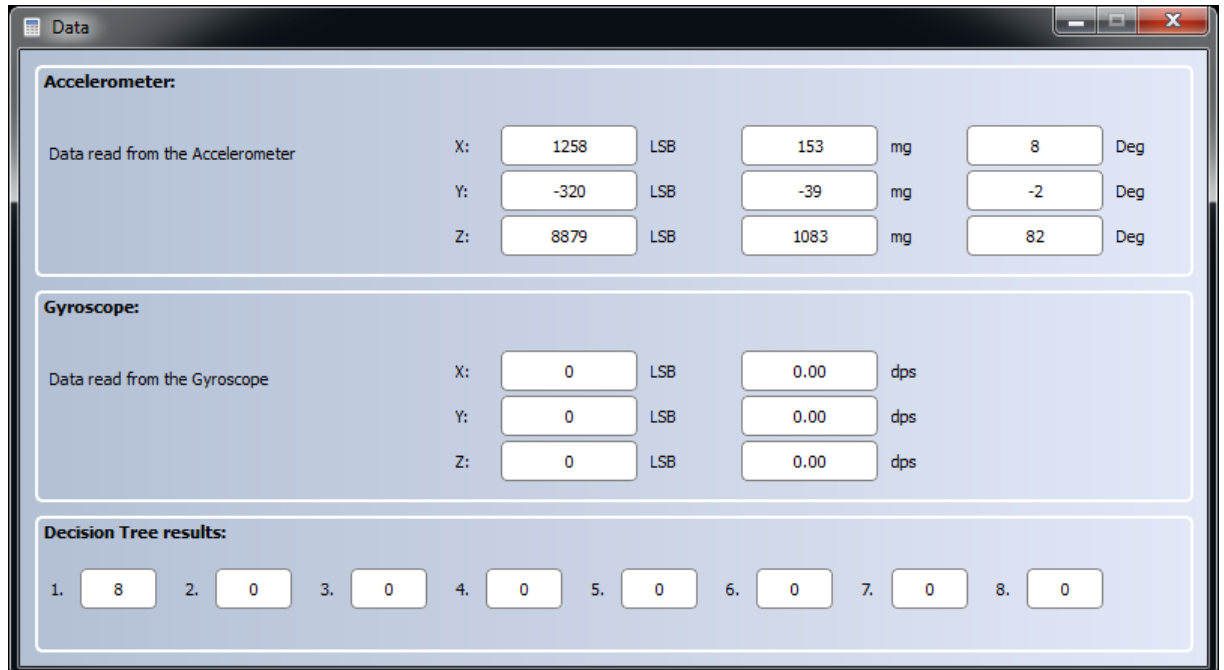 Data
Accelerometer:
Data read from the Accelerometer
X: 1258 LSB 153 mg 8 Deg
Y: -320 LSB -39 mg -2 Deg
Z: 8879 LSB 1083 mg 82 Deg
Gyroscope:
Data read from the Gyroscope
X: 0 LSB 0.00 dps
Y: 0 LSB 0.00 dps
Z: 0 LSB 0.00 dps
Decision Tree results:
1. 8 2. 0 3. 0 4. 0 5. 0 6. 0 7. 0 8. 0